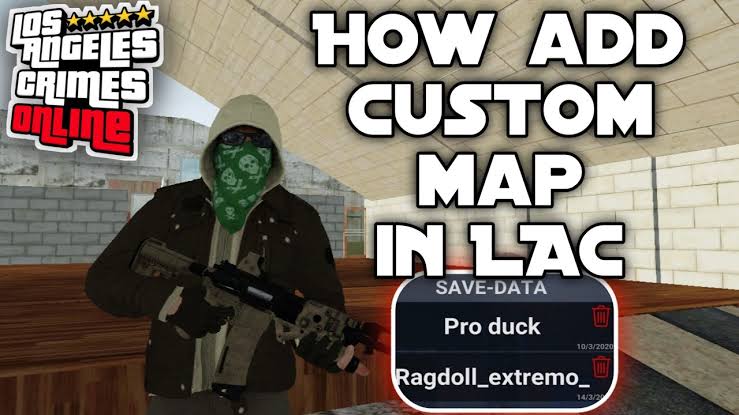 LOS
ANGELES
CRIMES
ONLINE
HOW ADD
CUSTOM
MAP
IN LAC
SAVE-DATA
Pro duck
10/3/2020
Ragdoll_extremo_
14/3/202